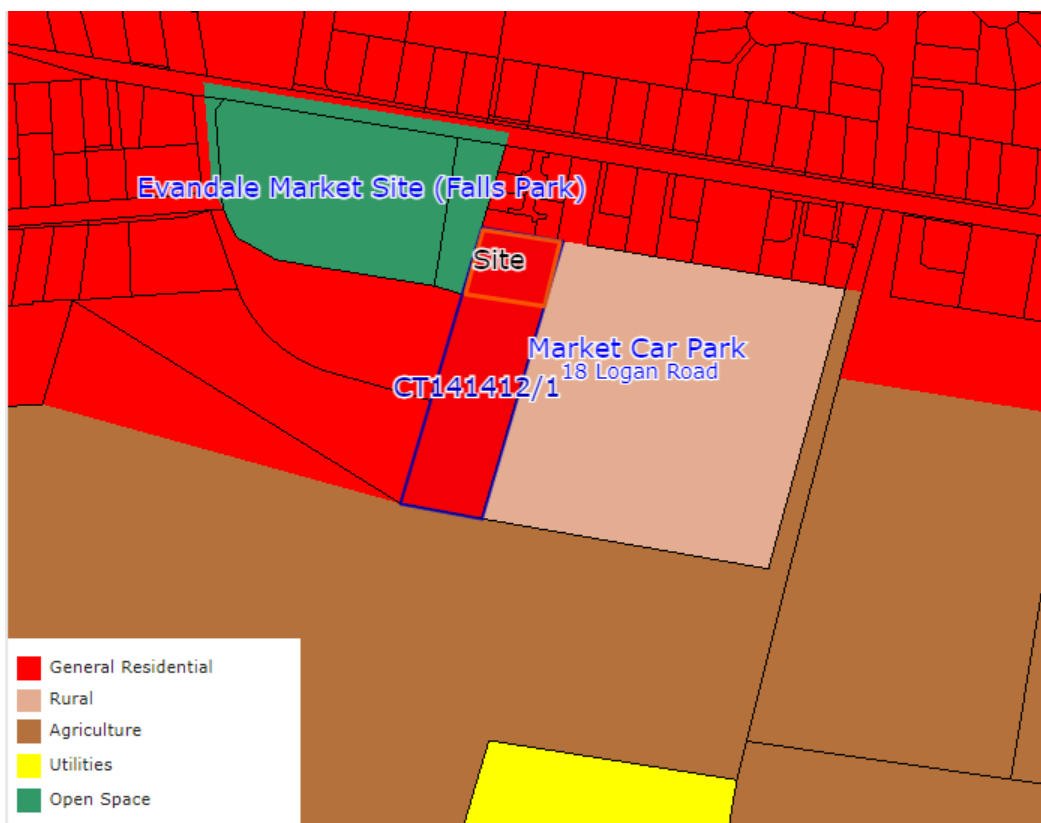 Evandale Market Site (Falls Park)
Site
Market Car Park
18 Logan Road
CT141412/1
General Residential
Rural
Agriculture
Utilities
Open Space